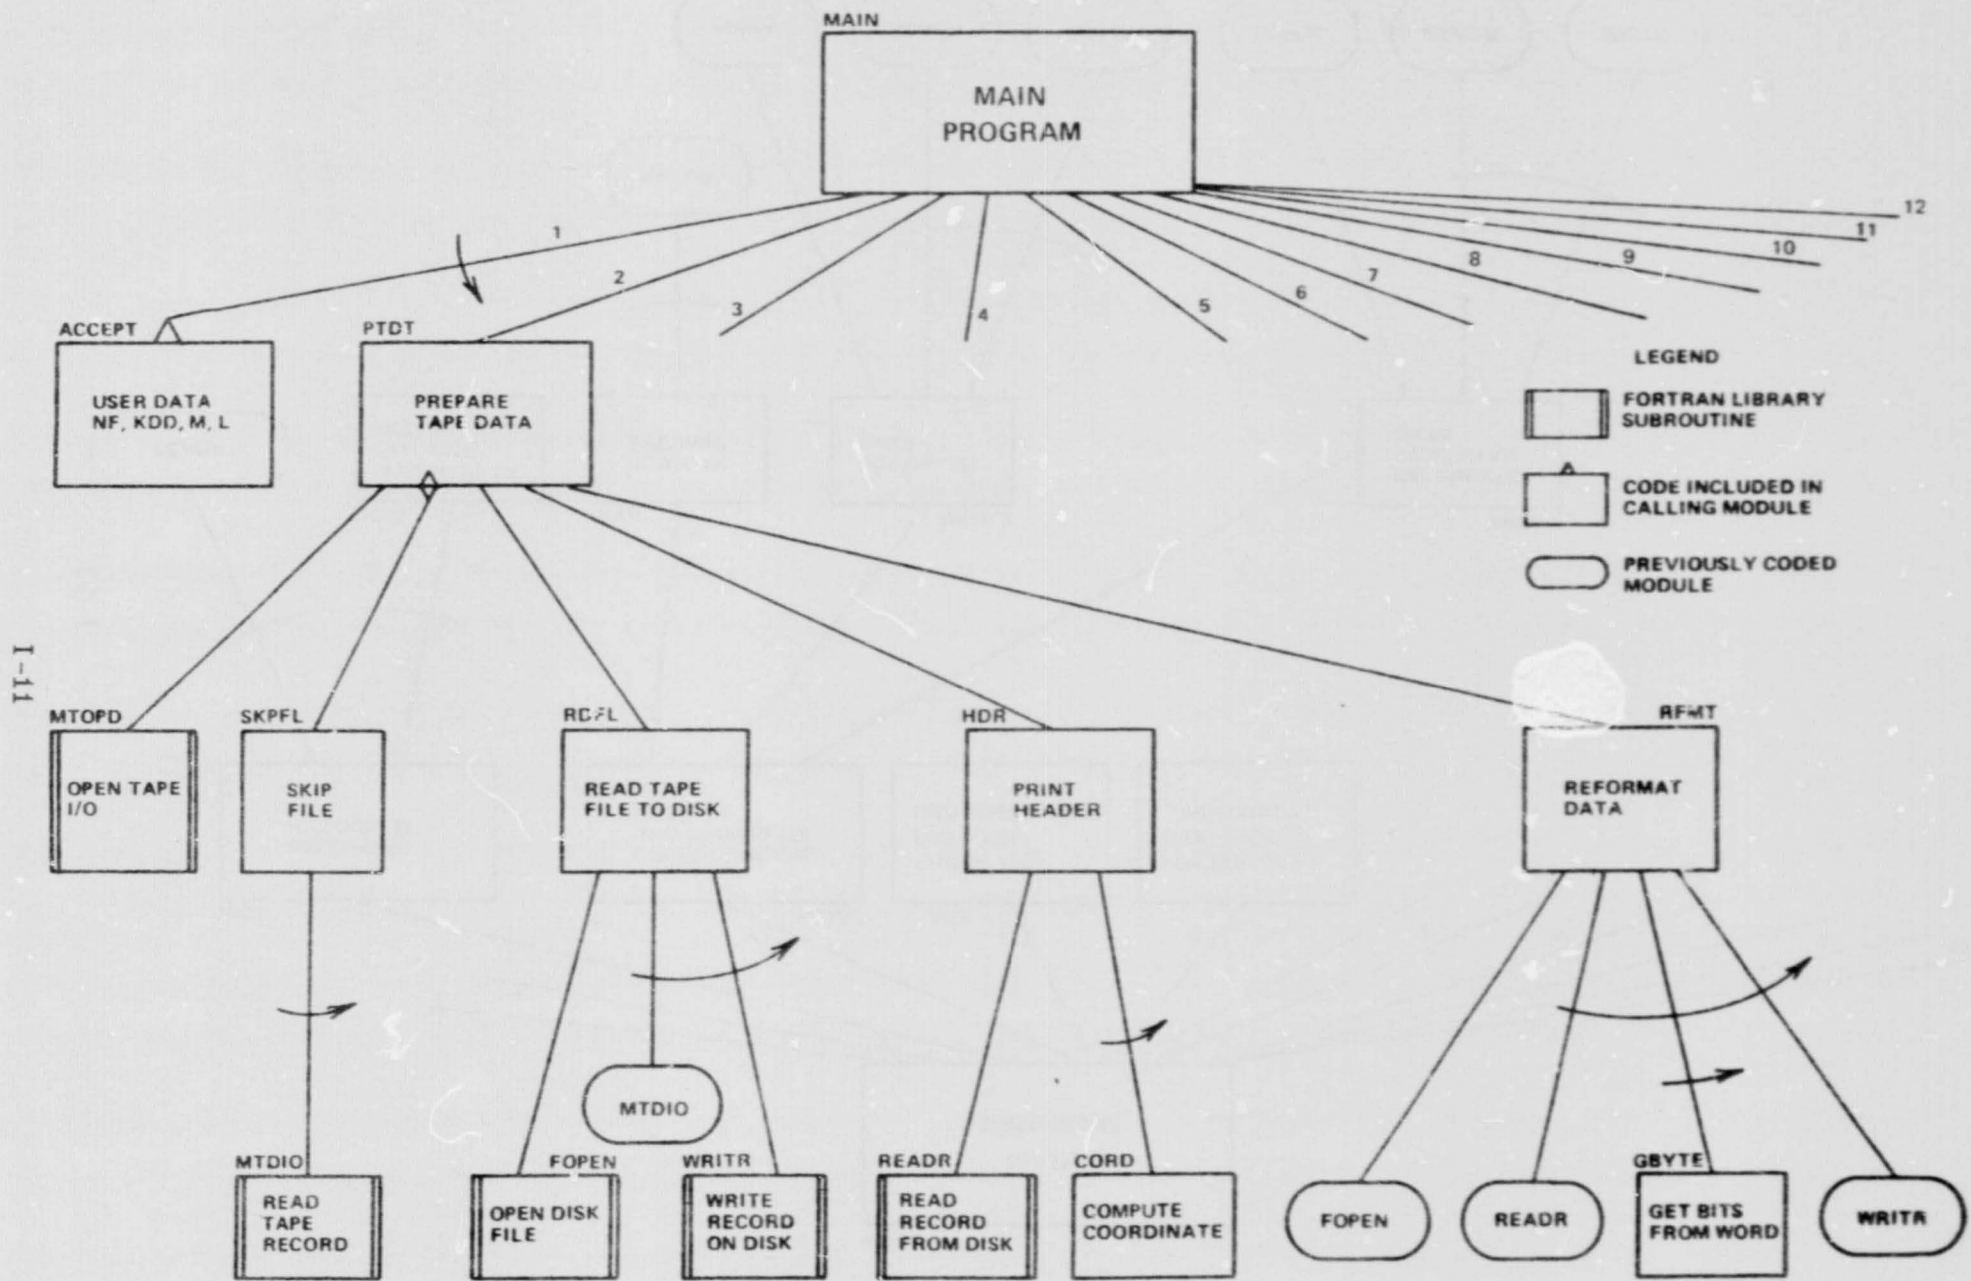 MAIN
MAIN
PROGRAM
1
2
3
4
5
6
7
8
9
10
11
12
ACCEPT
USER DATA
NF, KDD, M, L
PTDT
PREPARE
TAPE DATA
LEGEND
FORTRAN LIBRARY
SUBROUTINE
CODE INCLUDED IN
CALLING MODULE
PREVIOUSLY CODED
MODULE
I-11
MTOPD
OPEN TAPE
I/O
SKPFL
SKIP
FILE
RDFL
READ TAPE
FILE TO DISK
HDR
PRINT
HEADER
RFMT
REFORMAT
DATA
MTDIO
MTDIO
READ
TAPE
RECORD
FOPEN
OPEN DISK
FILE
WRITR
WRITE
RECORD
ON DISK
READR
READ
RECORD
FROM DISK
CORD
COMPUTE
COORDINATE
FOPEN
READR
GBYTE
GET BITS
FROM WORD
WRITR